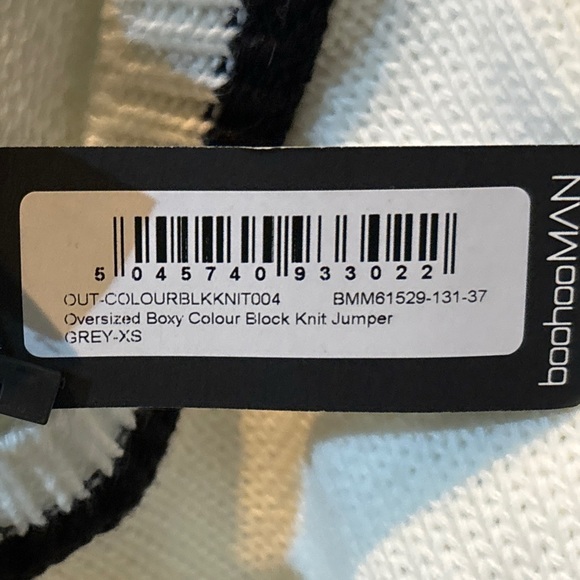 5 045740 933022
OUT-COLOURBLKKNIT004 BMM61529-131-37
Oversized Boxy Colour Block Knit Jumper
GREY-XS
boohooMAN